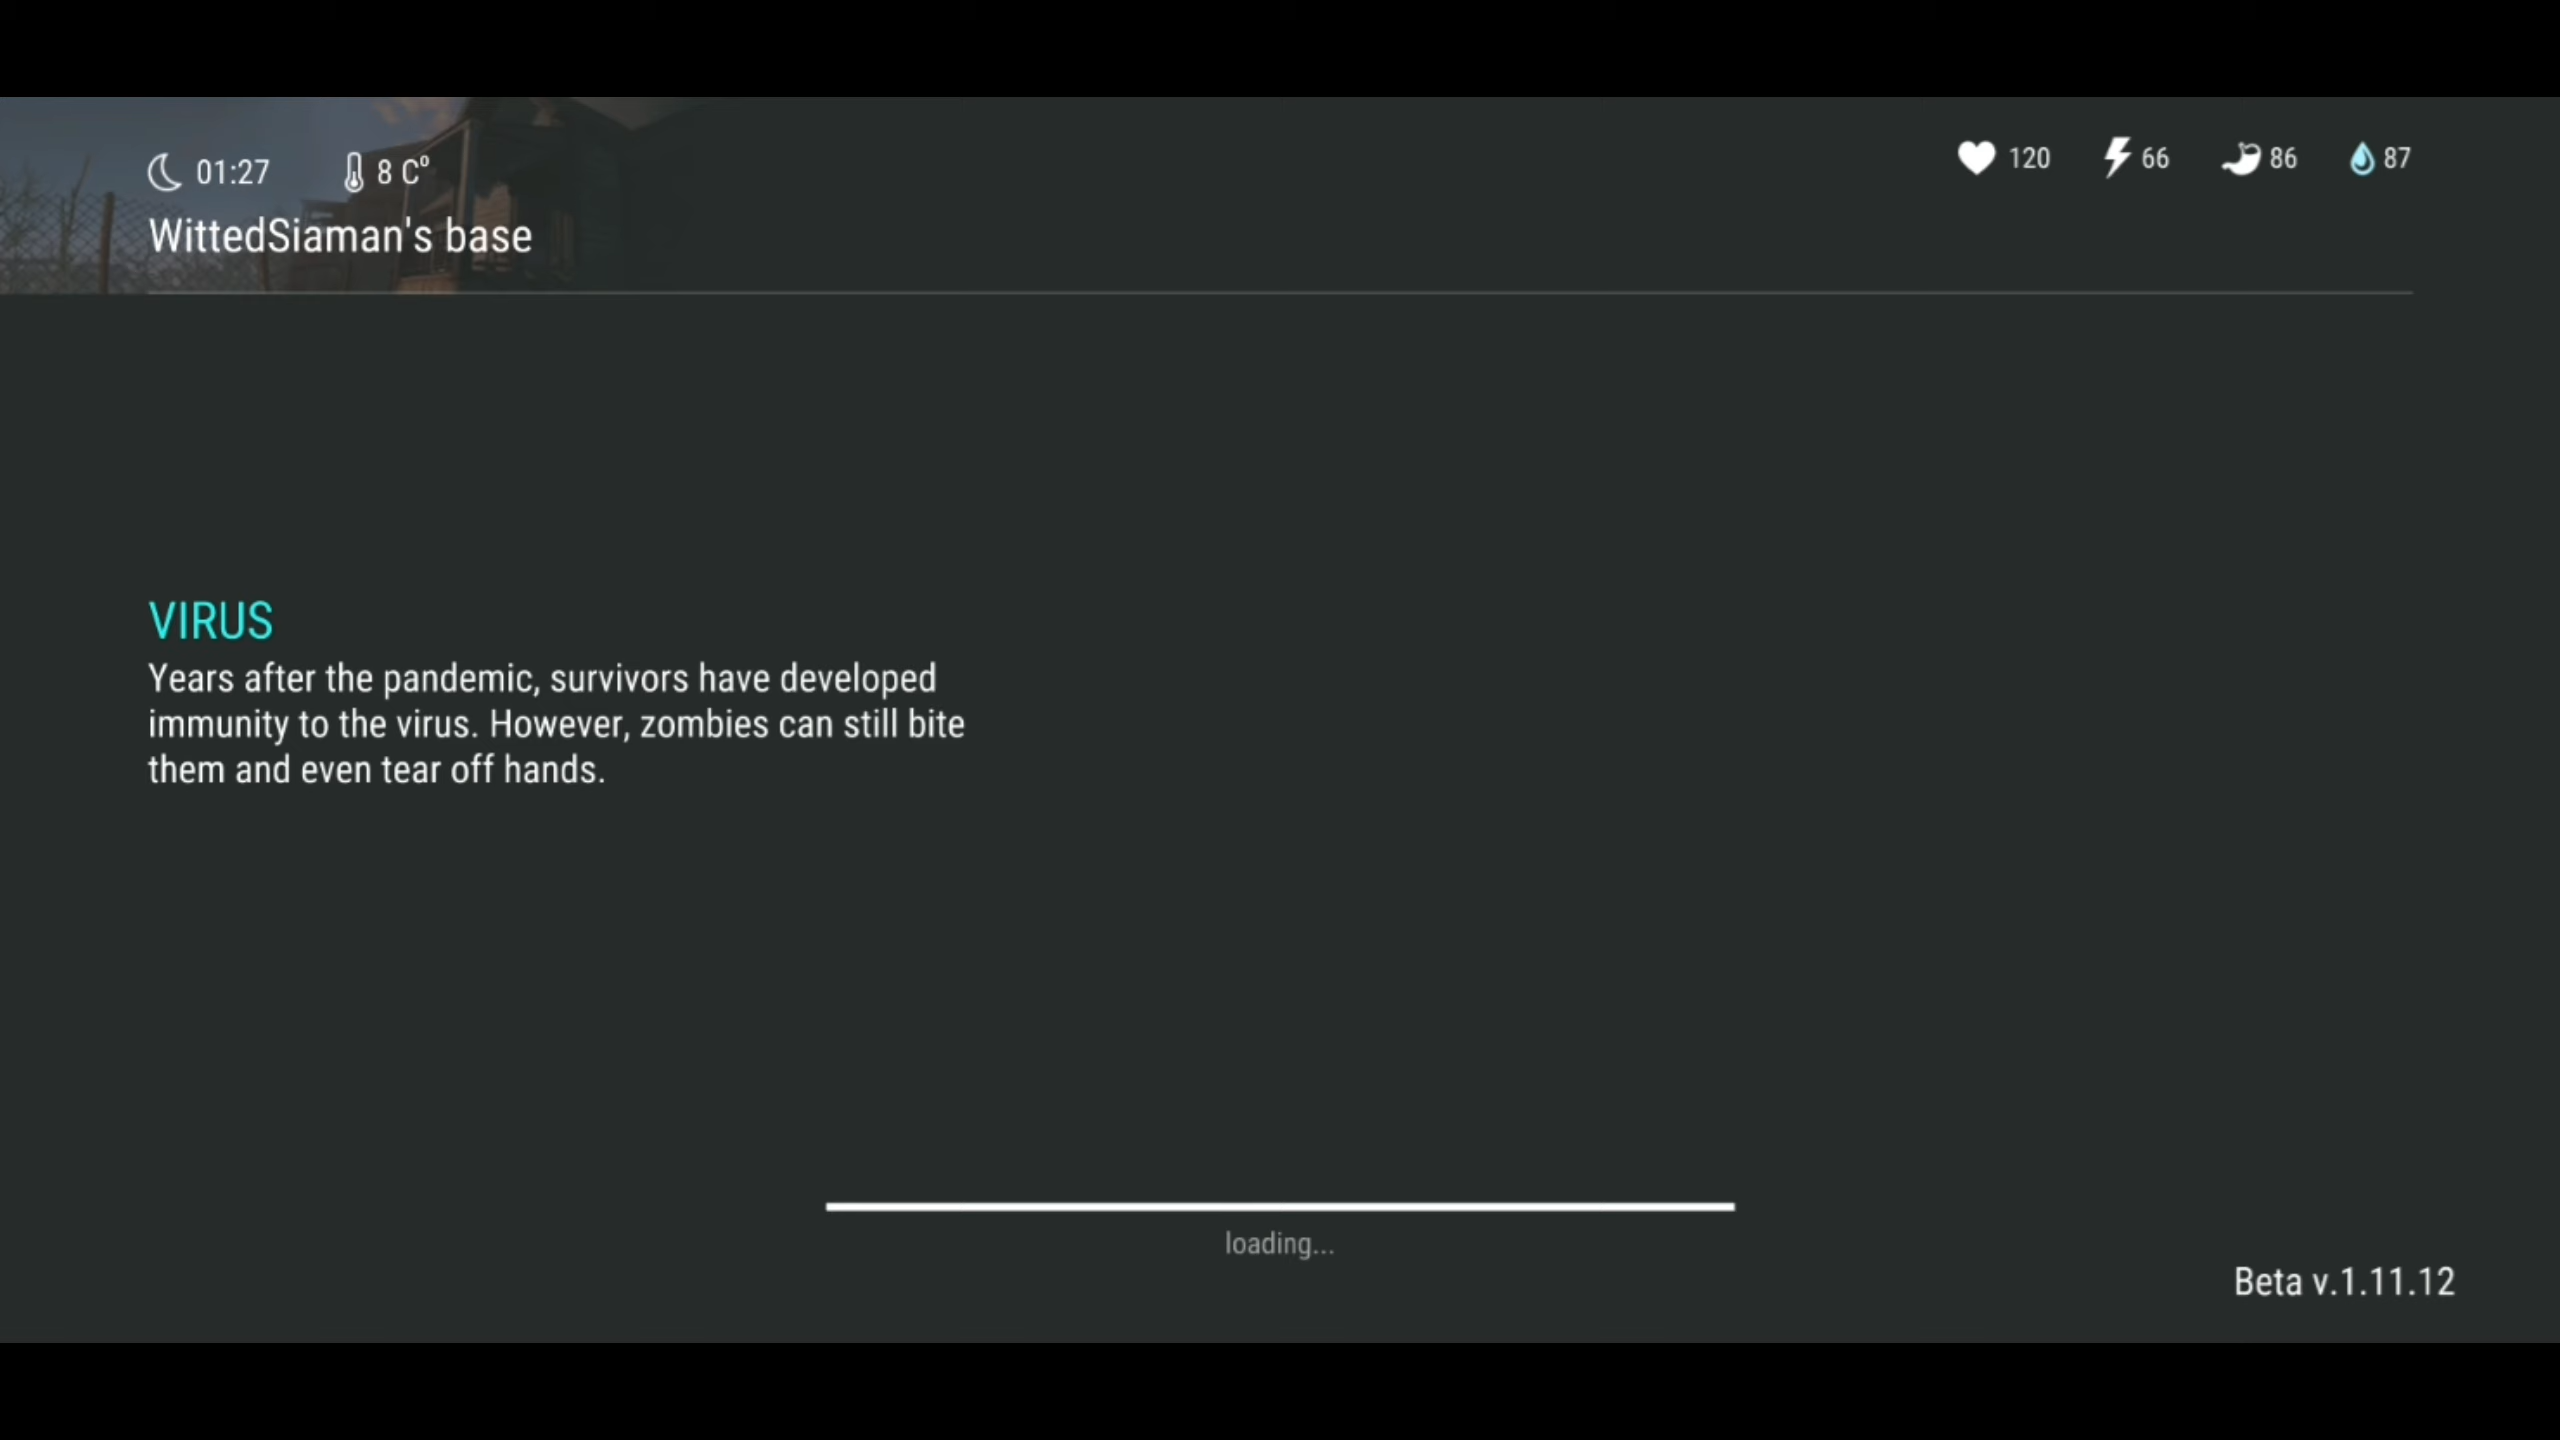 01:27 8 C⁰
120 66 86 87
WittedSiaman's base
VIRUS
Years after the pandemic, survivors have developed
immunity to the virus. However, zombies can still bite
them and even tear off hands.
loading...
Beta v.1.11.12